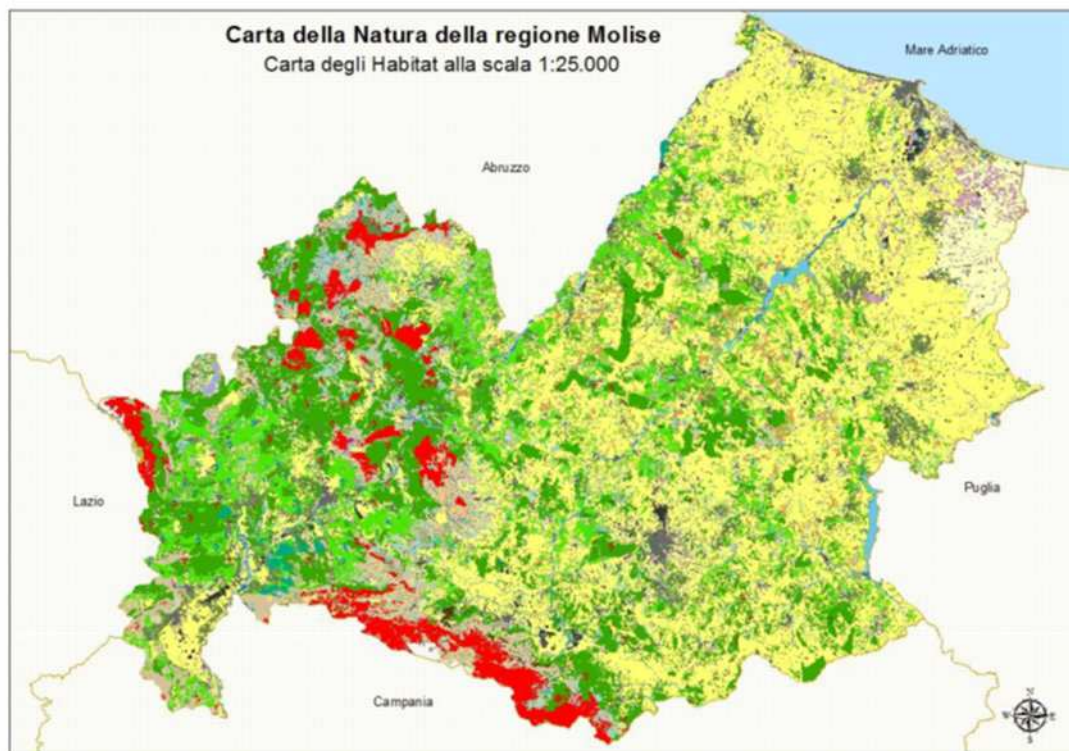 Carta della Natura della regione Molise
Carta degli Habitat alla scala 1:25.000
Mare Adriatico
Abruzzo
Lazio
Puglia
Campania
N
W E
S